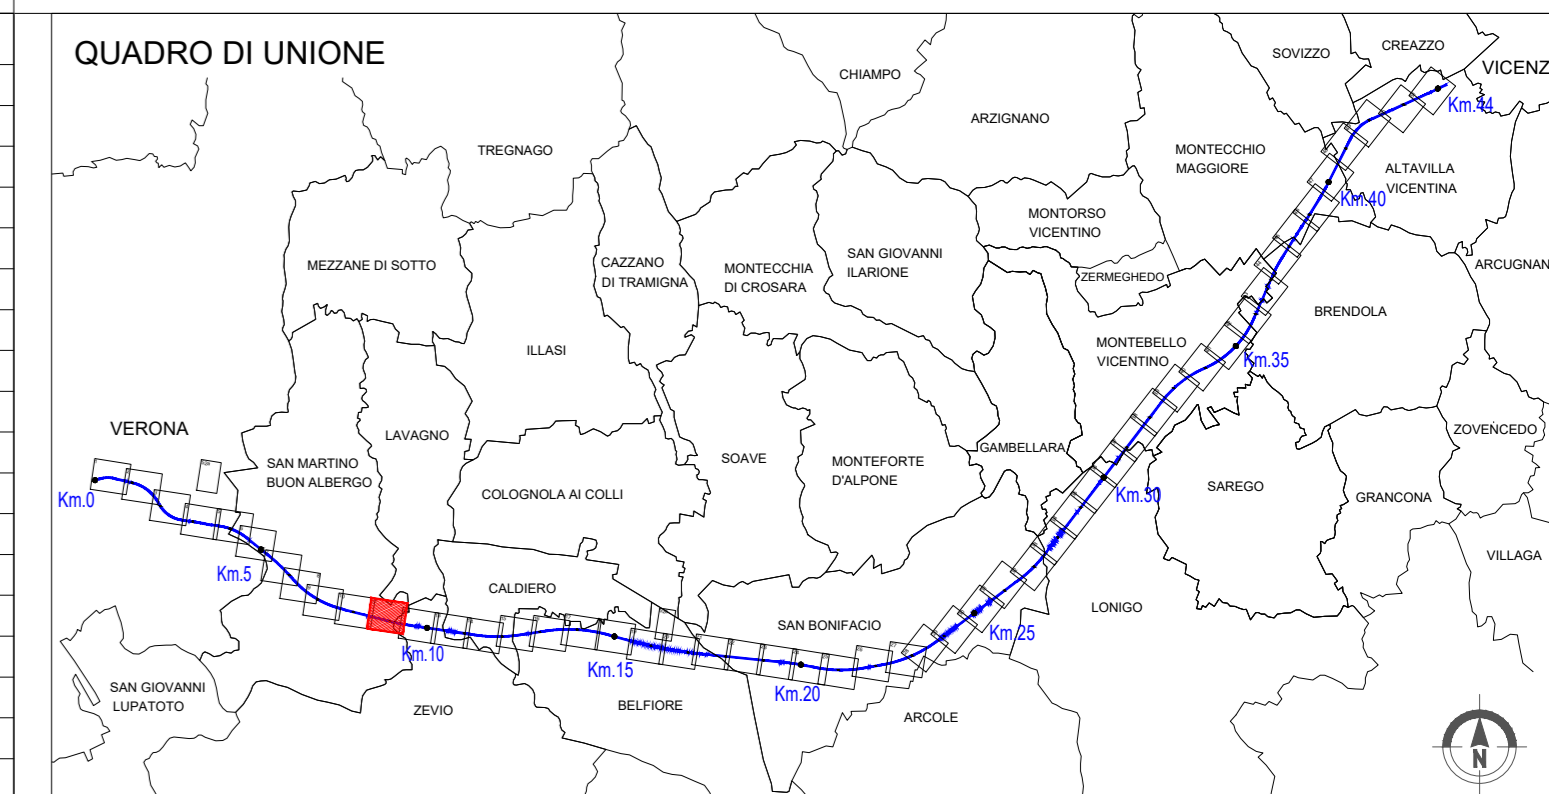 QUADRO DI UNIONE
CHIAMPO
SOVIZZO
CREAZZO
VICENZ
Km.44
TREGNAGO
ARZIGNANO
MONTECCHIO
MAGGIORE
ALTAVILLA
VICENTINA
Km.40
MONTORSO
VICENTINO
MEZZANE DI SOTTO
CAZZANO
DI TRAMIGNA
MONTECCHIA
DI CROSARA
SAN GIOVANNI
ILARIONE
ZERMEGHEDO
ARCUGNAN
BRENDOLA
ILLASI
MONTEBELLO
VICENTINO
Km.35
VERONA
LAVAGNO
SAN MARTINO
BUON ALBERGO
COLOGNOLA AI COLLI
SOAVE
MONTEFORTE
D'ALPONE
GAMBELLARA
ZOVENCEDO
Km.0
Km.30
SAREGO
GRANCONA
Km.5
CALDIERO
VILLAGA
SAN BONIFACIO
LONIGO
Km.25
Km.10
Km.15
Km.20
SAN GIOVANNI
LUPATOTO
ZEVIO
BELFIORE
ARCOLE
N